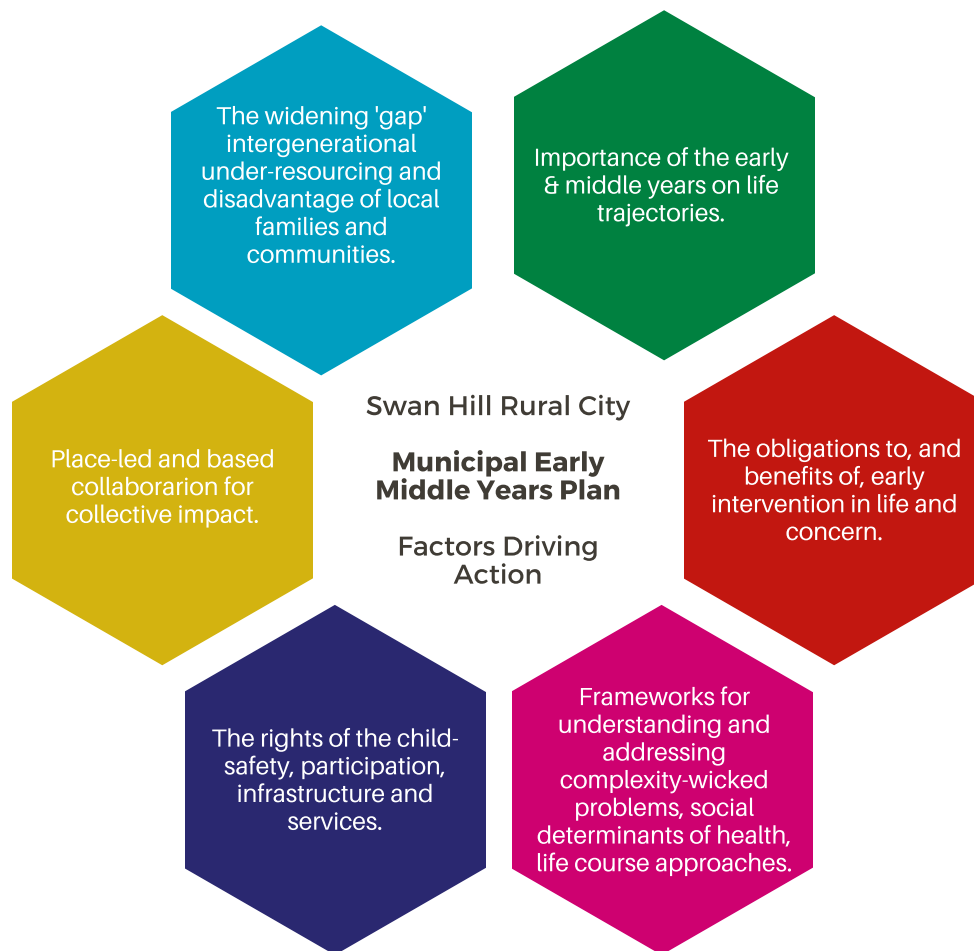 The widening 'gap'
intergenerational
under-resourcing and
disadvantage of local
families and
communities.
Importance of the early
& middle years on life
trajectories.
Swan Hill Rural City
Municipal Early
Middle Years Plan
Factors Driving
Action
Place-led and based
collaborarion for
collective impact.
The obligations to, and
benefits of, early
intervention in life and
concern.
The rights of the child-
safety, participation,
infrastructure and
services.
Frameworks for
understanding and
addressing
complexity-wicked
problems, social
determinants of health,
life course approaches.